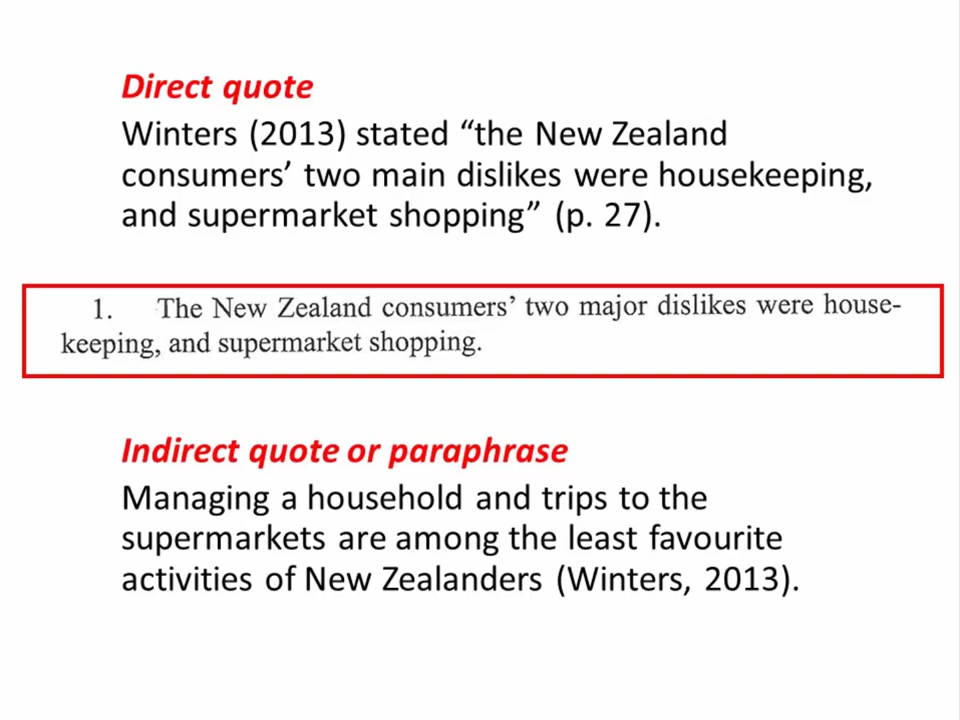 Direct quote
Winters (2013) stated “the New Zealand
consumers’ two main dislikes were housekeeping,
and supermarket shopping” (p. 27).
1. The New Zealand consumers’ two major dislikes were house-
keeping, and supermarket shopping.
Indirect quote or paraphrase
Managing a household and trips to the
supermarkets are among the least favourite
activities of New Zealanders (Winters, 2013).